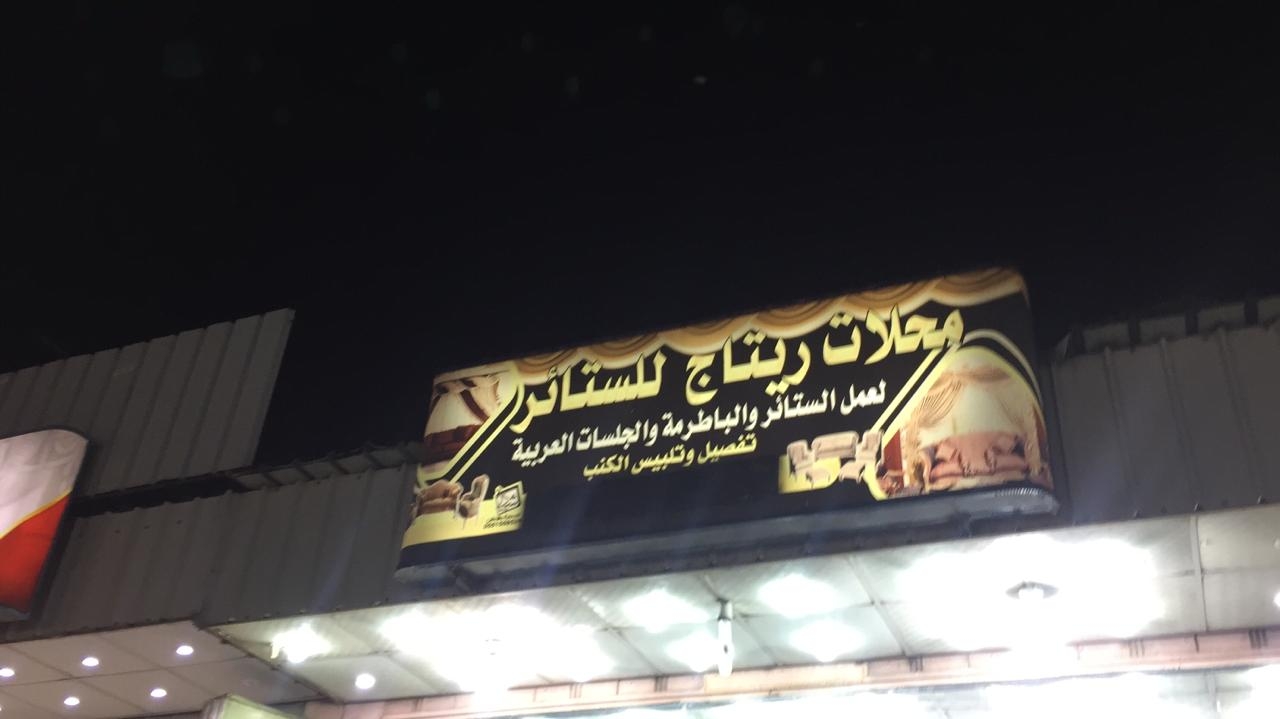 محلات ريتاج للستائر
لعمل الستائر والباطرمة والجلسات العربية
تفصيل وتلبيس الكنب